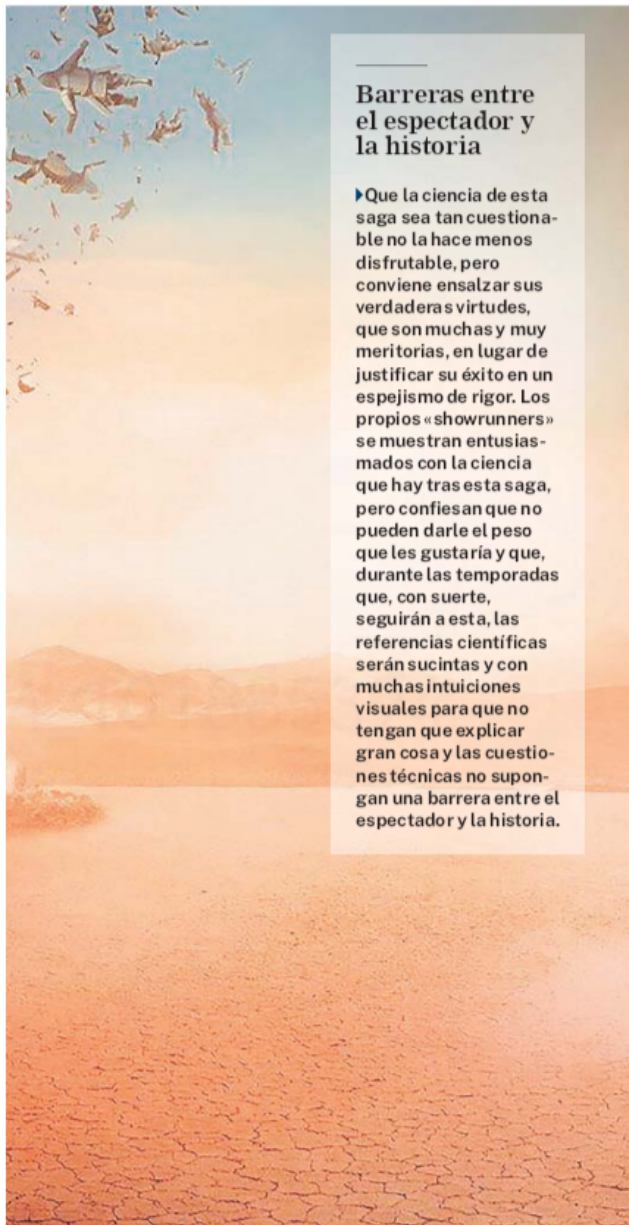 Barreras entre
el espectador y
la historia
Que la ciencia de esta
saga sea tan cuestiona-
ble no la hace menos
disfrutable, pero
conviene ensalzar sus
verdaderas virtudes,
que son muchas y muy
meritorias, en lugar de
justificar su éxito en un
espejismo de rigor. Los
propios «showrunners»
se muestran entusias-
mados con la ciencia
que hay tras esta saga,
pero confiesan que no
pueden darle el peso
que les gustaría y que,
durante las temporadas
que, con suerte,
seguirán a esta, las
referencias científicas
serán sucintas y con
muchas intuiciones
visuales para que no
tengan que explicar
gran cosa y las cuestio-
nes técnicas no supon-
gan una barrera entre el
espectador y la historia.